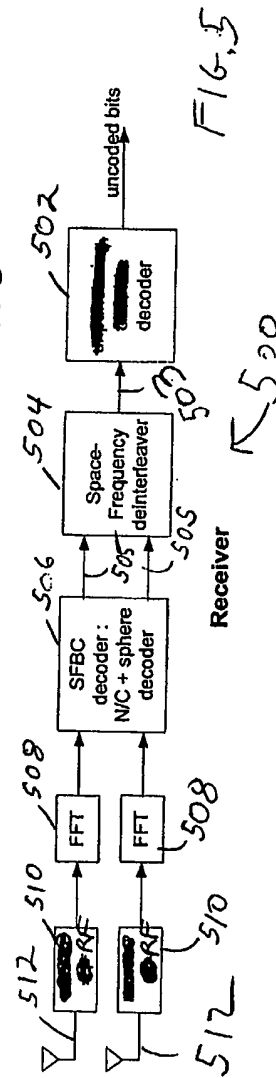 512
510
RF
508
FFT
506
SFBC
decoder :
N/C + sphere
decoder
505
504
Space-
Frequency
deinterleaver
503
502
decoder
uncoded bits
512
RF
510
FFT
508
505
Receiver
500
FIG. 5